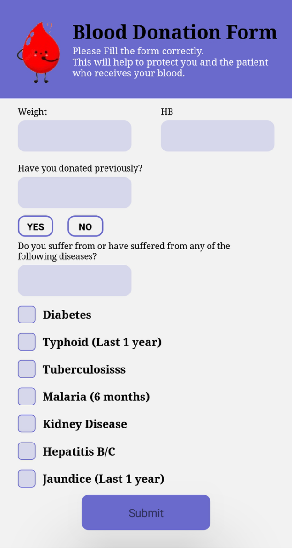 Blood Donation Form
Please Fill the form correctly.
This will help to protect you and the patient
who receives your blood.
Weight HB
Have you donated previously?
YES NO
Do you suffer from or have suffered from any of the
following diseases?
Diabetes
Typhoid (Last 1 year)
Tuberculosisss
Malaria (6 months)
Kidney Disease
Hepatitis B/C
Jaundice (Last 1 year)
Submit